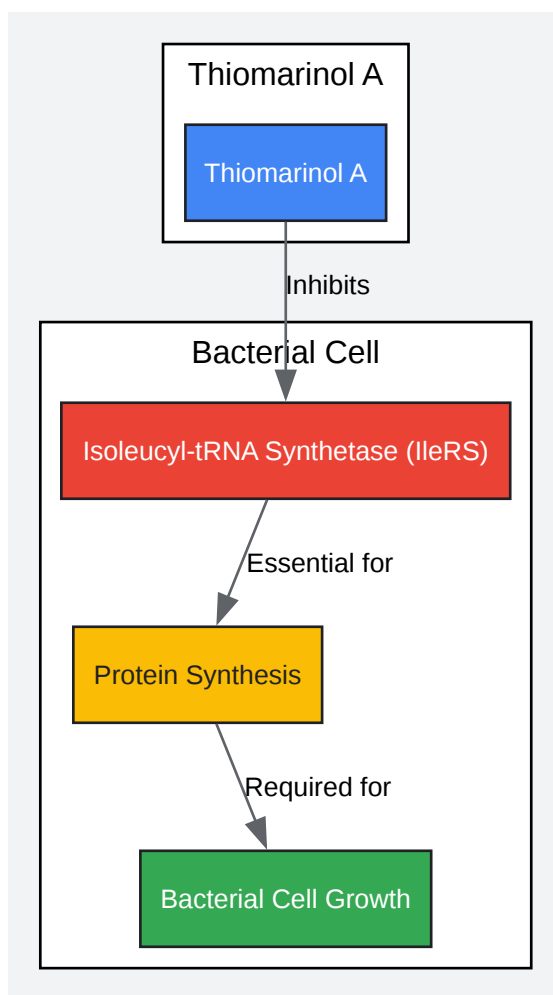 Thiomarinol A
Thiomarinol A
Inhibits
Bacterial Cell
Isoleucyl-tRNA Synthetase (IleRS)
Essential for
Protein Synthesis
Required for
Bacterial Cell Growth